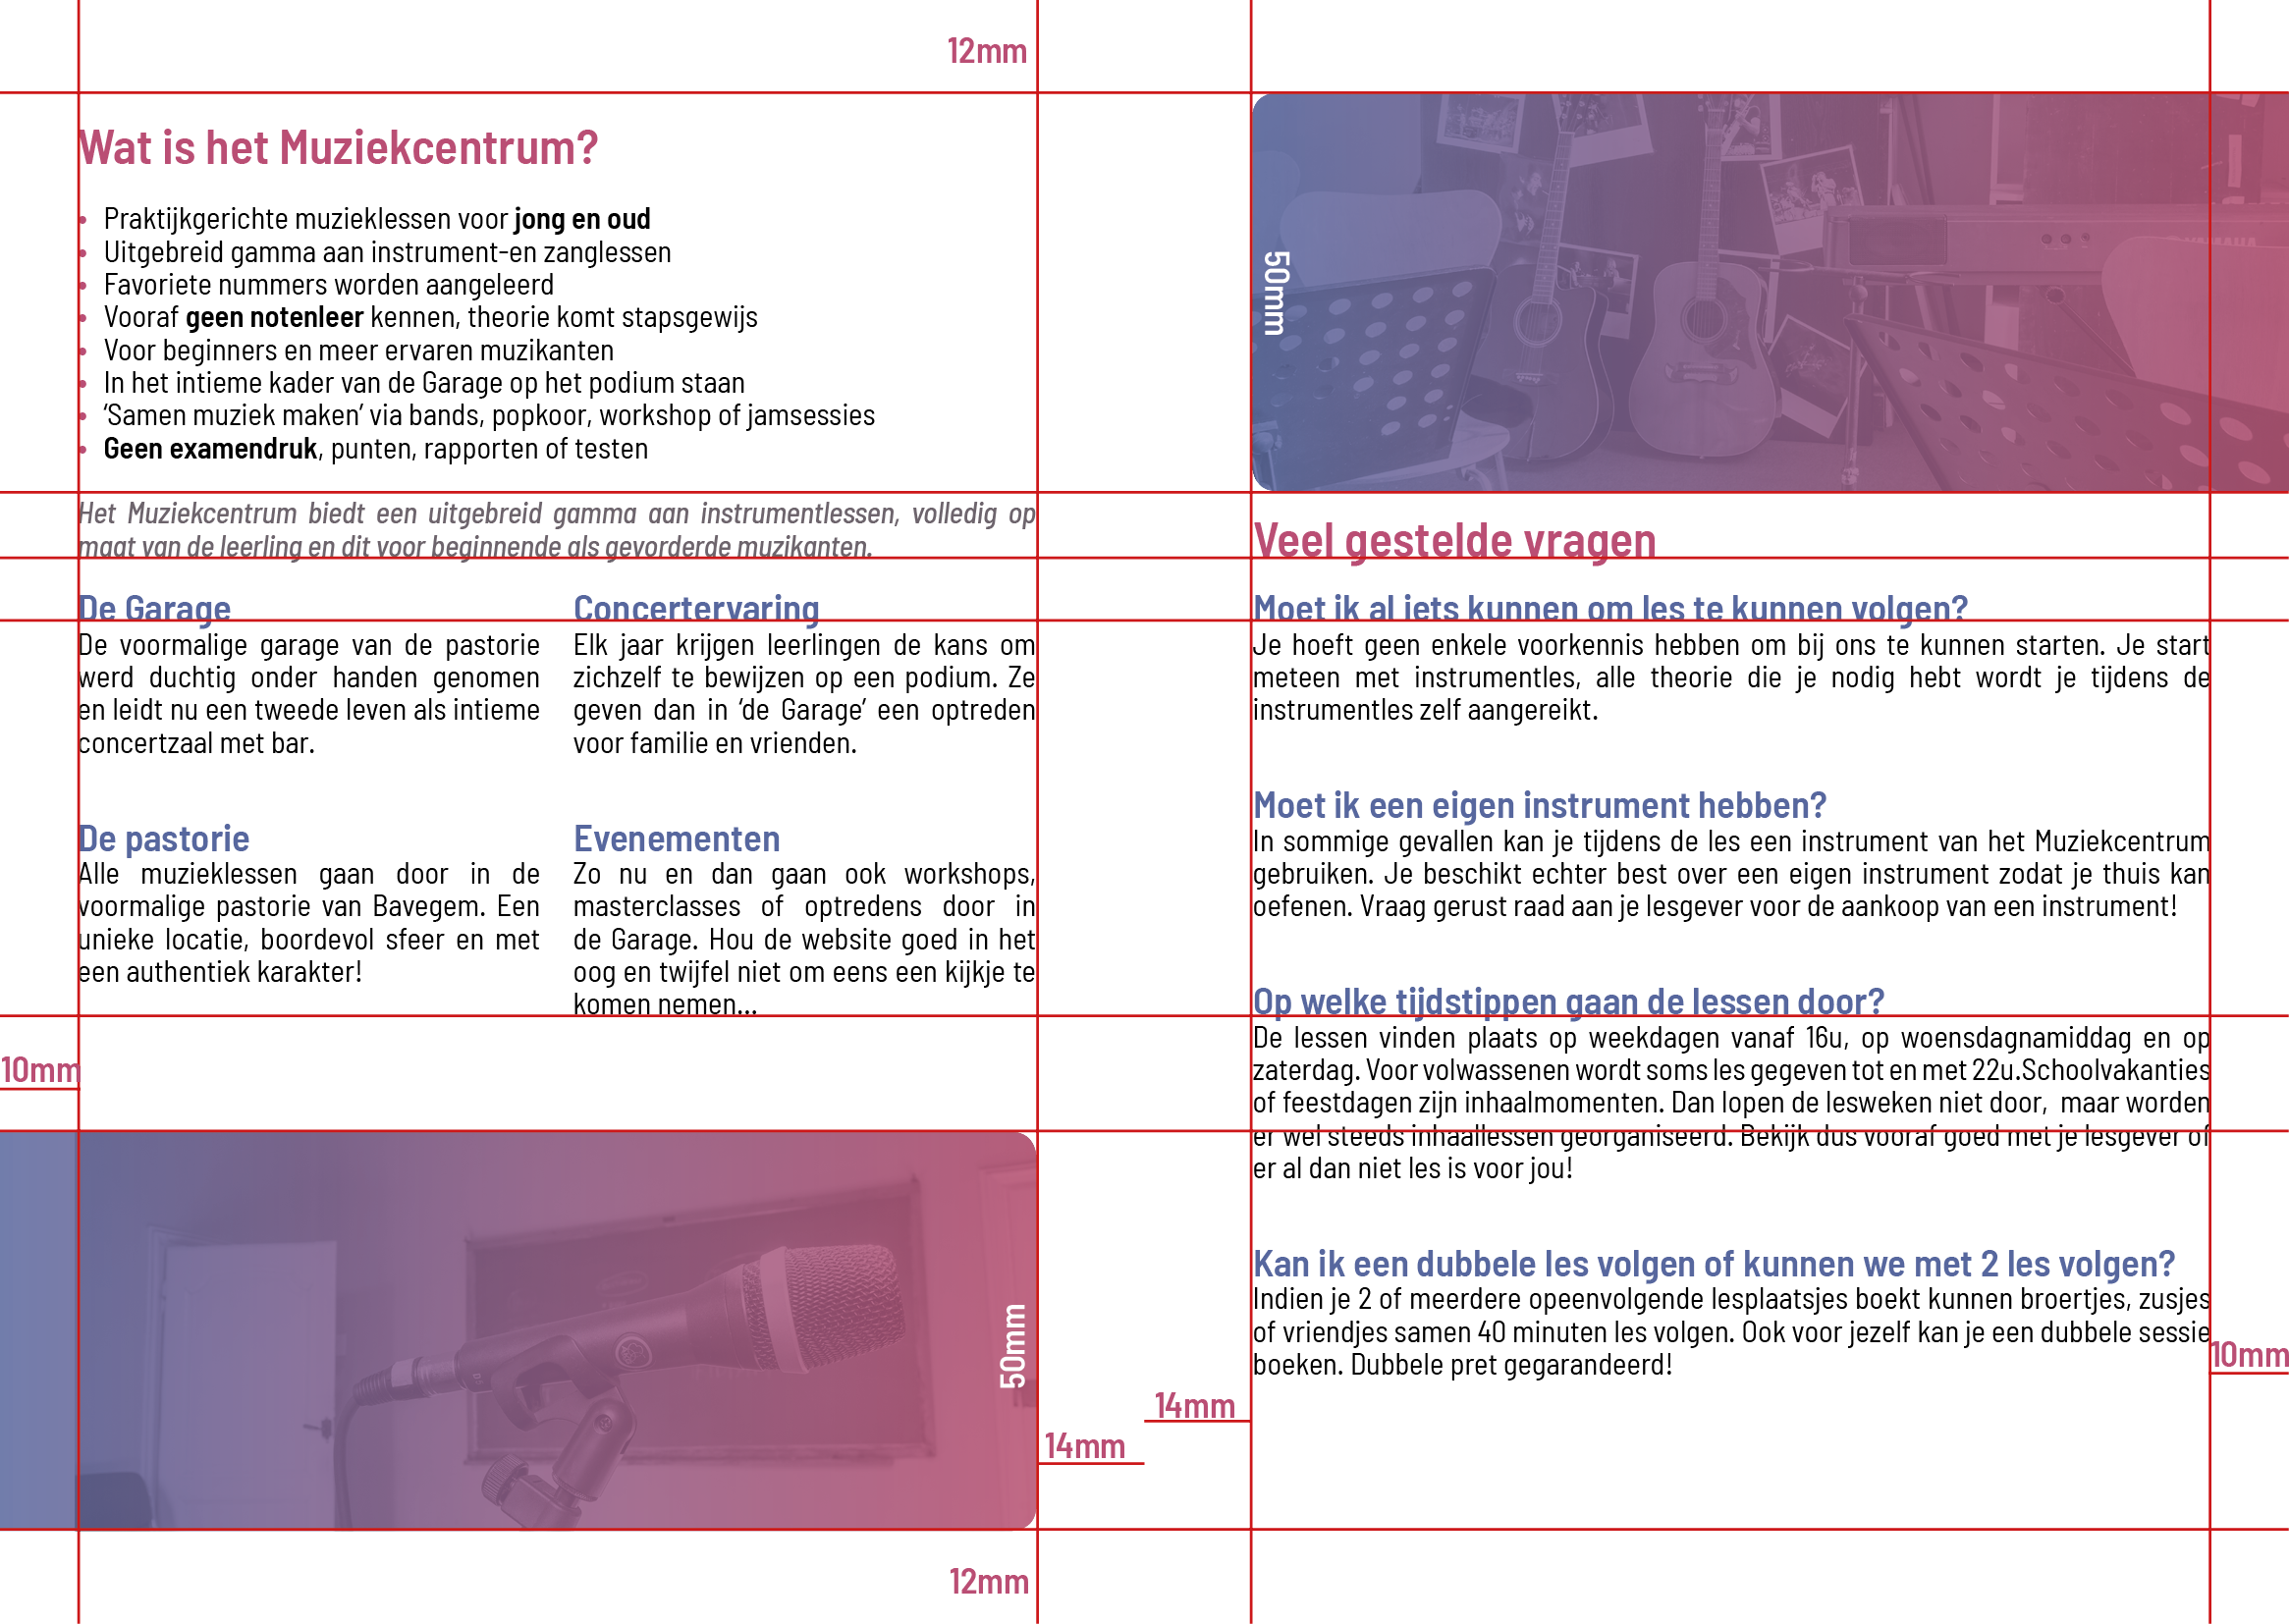 12mm
Wat is het Muziekcentrum?
• Praktijkgerichte muzieklessen voor jong en oud
• Uitgebreid gamma aan instrument-en zanglessen
• Favoriete nummers worden aangeleerd
• Vooraf geen notenleer kennen, theorie komt stapsgewijs
• Voor beginners en meer ervaren muzikanten
• In het intieme kader van de Garage op het podium staan
• ‘Samen muziek maken’ via bands, popkoor, workshop of jamsessies
• Geen examendruk, punten, rapporten of testen
Het Muziekcentrum biedt een uitgebreid gamma aan instrumentlessen, volledig op
maat van de leerling en dit voor beginnende als gevorderde muzikanten.
De Garage
De voormalige garage van de pastorie
werd duchtig onder handen genomen
en leidt nu een tweede leven als intieme
concertzaal met bar.
De pastorie
Alle muzieklessen gaan door in de
voormalige pastorie van Bavegem. Een
unieke locatie, boordevol sfeer en met
een authentiek karakter!
Concertervaring
Elk jaar krijgen leerlingen de kans om
zichzelf te bewijzen op een podium. Ze
geven dan in ‘de Garage’ een optreden
voor familie en vrienden.
Evenementen
Zo nu en dan gaan ook workshops,
masterclasses of optredens door in
de Garage. Hou de website goed in het
oog en twijfel niet om eens een kijkje te
komen nemen...
10mm
50mm
14mm
12mm
50mm
Veel gestelde vragen
Moet ik al iets kunnen om les te kunnen volgen?
Je hoeft geen enkele voorkennis hebben om bij ons te kunnen starten. Je start
meteen met instrumentles, alle theorie die je nodig hebt wordt je tijdens de
instrumentles zelf aangereikt.
Moet ik een eigen instrument hebben?
In sommige gevallen kan je tijdens de les een instrument van het Muziekcentrum
gebruiken. Je beschikt echter best over een eigen instrument zodat je thuis kan
oefenen. Vraag gerust raad aan je lesgever voor de aankoop van een instrument!
Op welke tijdstippen gaan de lessen door?
De lessen vinden plaats op weekdagen vanaf 16u, op woensdagnamiddag en op
zaterdag. Voor volwassenen wordt soms les gegeven tot en met 22u.Schoolvakanties
of feestdagen zijn inhaalmomenten. Dan lopen de lesweken niet door, maar worden
er wel steeds inhaallessen georganiseerd. Bekijk dus vooraf goed met je lesgever of
er al dan niet les is voor jou!
Kan ik een dubbele les volgen of kunnen we met 2 les volgen?
Indien je 2 of meerdere opeenvolgende lesplaatsjes boekt kunnen broertjes, zusjes
of vriendjes samen 40 minuten les volgen. Ook voor jezelf kan je een dubbele sessie
boeken. Dubbele pret gegarandeerd!
10mm
14mm